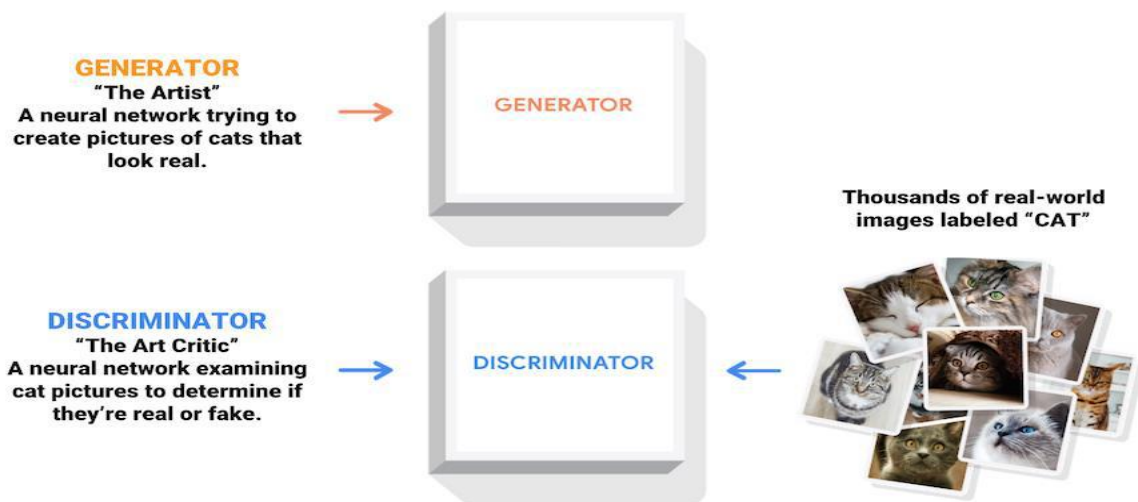 GENERATOR
“The Artist”
A neural network trying to
create pictures of cats that
look real.
GENERATOR
Thousands of real-world
images labeled “CAT”
DISCRIMINATOR
“The Art Critic”
A neural network examining
cat pictures to determine if
they’re real or fake.
DISCRIMINATOR